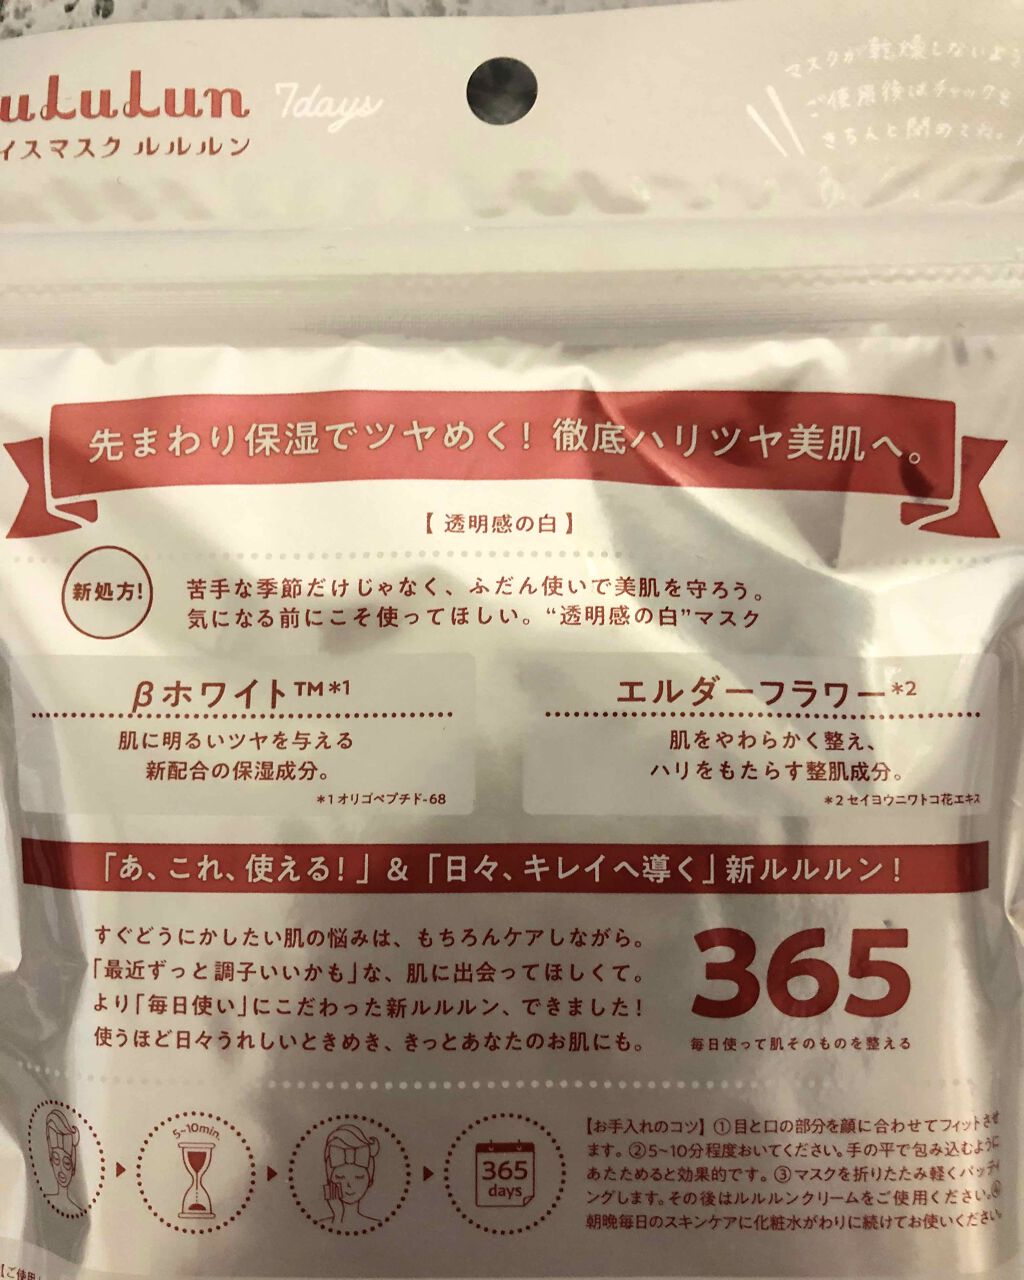 uLuLun 7days
イスマスク ルルルン
マスクが乾燥しないよう
ご使用後はチャックを
きちんと閉めてね。
先まわり保湿でツヤめく！徹底ハリツヤ美肌へ。
【 透明感の白 】
新処方！
苦手な季節だけじゃなく、ふだん使いで美肌を守ろう。
気になる前にこそ使ってほしい。“透明感の白”マスク
βホワイト™*1
肌に明るいツヤを与える
新配合の保湿成分。
*1 オリゴペプチド-68
エルダーフラワー*2
肌をやわらかく整え、
ハリをもたらす整肌成分。
*2 セイヨウニワトコ花エキス
「あ、これ、使える！」&「日々、キレイへ導く」新ルルルン！
すぐどうにかしたい肌の悩みは、もちろんケアしながら。
「最近ずっと調子いいかも」な、肌に出会ってほしくて。
より「毎日使い」にこだわった新ルルルン、できました！
使うほど日々うれしいときめき、きっとあなたのお肌にも。
365
毎日使って肌そのものを整える
5~10min.
365
days
【お手入れのコツ】①目と口の部分を顔に合わせてフィットさせ
ます。②5~10分程度おいてください。手の平で包み込むように
あたためると効果的です。③マスクを折りたたみ軽くパッティ
ングします。その後はルルルンクリームをご使用ください。④
朝晩毎日のスキンケアに化粧水がわりに続けてお使いください。
【ご使用